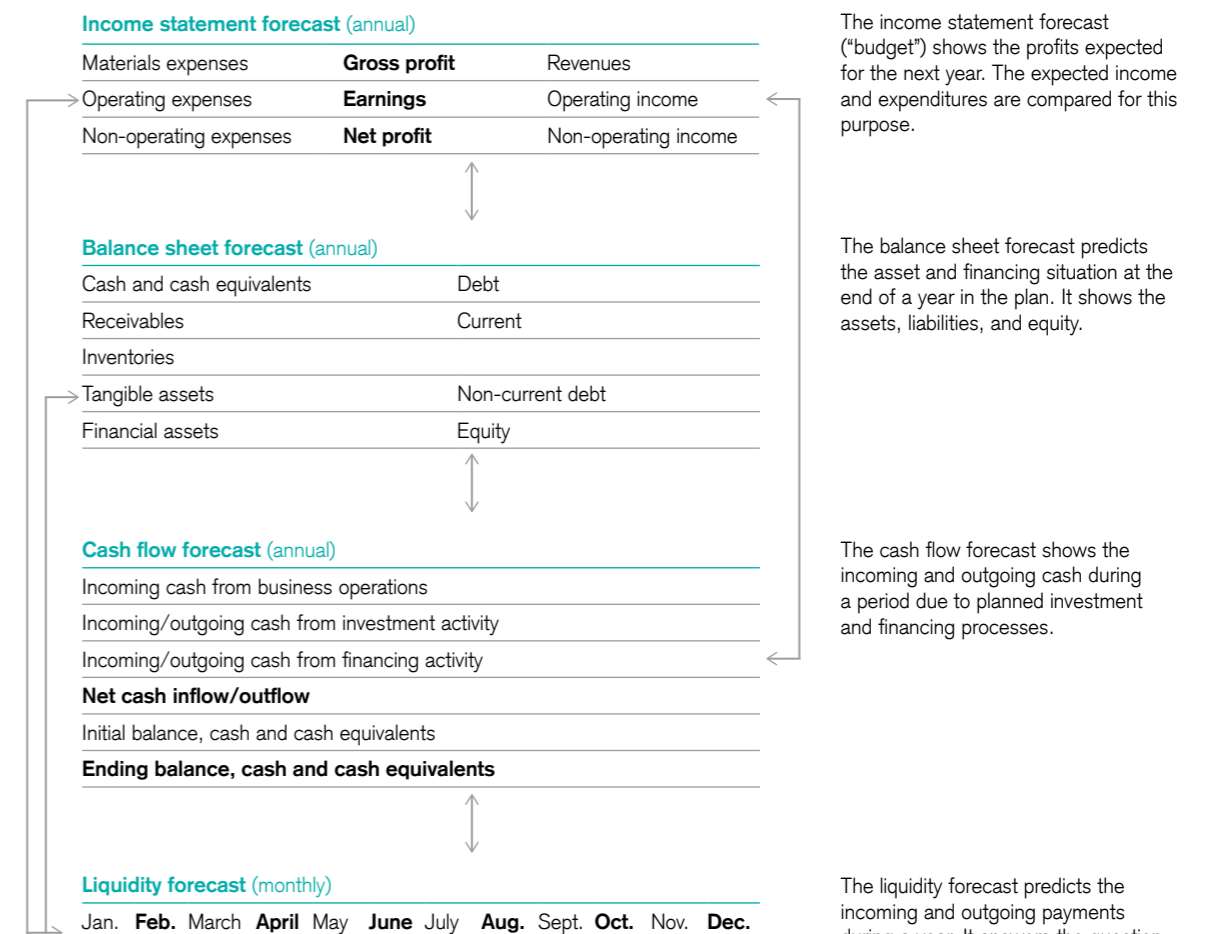 Income statement forecast (annual)
Materials expenses Gross profit Revenues
Operating expenses Earnings Operating income
Non-operating expenses Net profit Non-operating income
The income statement forecast
(“budget”) shows the profits expected
for the next year. The expected income
and expenditures are compared for this
purpose.
Balance sheet forecast (annual)
Cash and cash equivalents Debt
Receivables Current
Inventories
Tangible assets Non-current debt
Financial assets Equity
The balance sheet forecast predicts
the asset and financing situation at the
end of a year in the plan. It shows the
assets, liabilities, and equity.
Cash flow forecast (annual)
Incoming cash from business operations
Incoming/outgoing cash from investment activity
Incoming/outgoing cash from financing activity
Net cash inflow/outflow
Initial balance, cash and cash equivalents
Ending balance, cash and cash equivalents
The cash flow forecast shows the
incoming and outgoing cash during
a period due to planned investment
and financing processes.
Liquidity forecast (monthly)
Jan. Feb. March April May June July Aug. Sept. Oct. Nov. Dec.
The liquidity forecast predicts the
incoming and outgoing payments
during a year. It answers the question